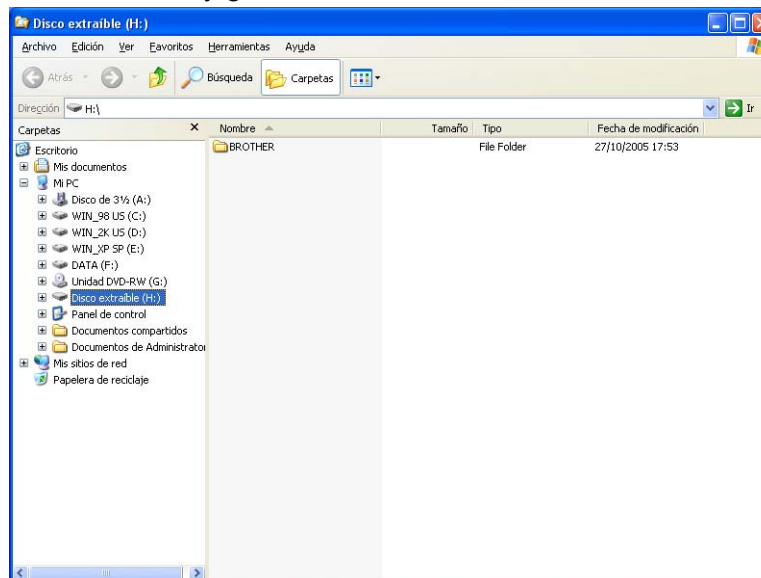 Disco extraíble (H:)
Archivo Edición Ver Favoritos Herramientas Ayuda
Atrás Búsqueda Carpetas
Dirección H:\ Ir
Carpetas Nombre Tamaño Tipo Fecha de modificación
Escritorio BROTHER File Folder 27/10/2005 17:53
Mis documentos
Mi PC
Disco de 3½ (A:)
WIN_98 US (C:)
WIN_2K US (D:)
WIN_XP SP (E:)
DATA (F:)
Unidad DVD-RW (G:)
Disco extraíble (H:)
Panel de control
Documentos compartidos
Documentos de Administrator
Mis sitios de red
Papelera de reciclaje